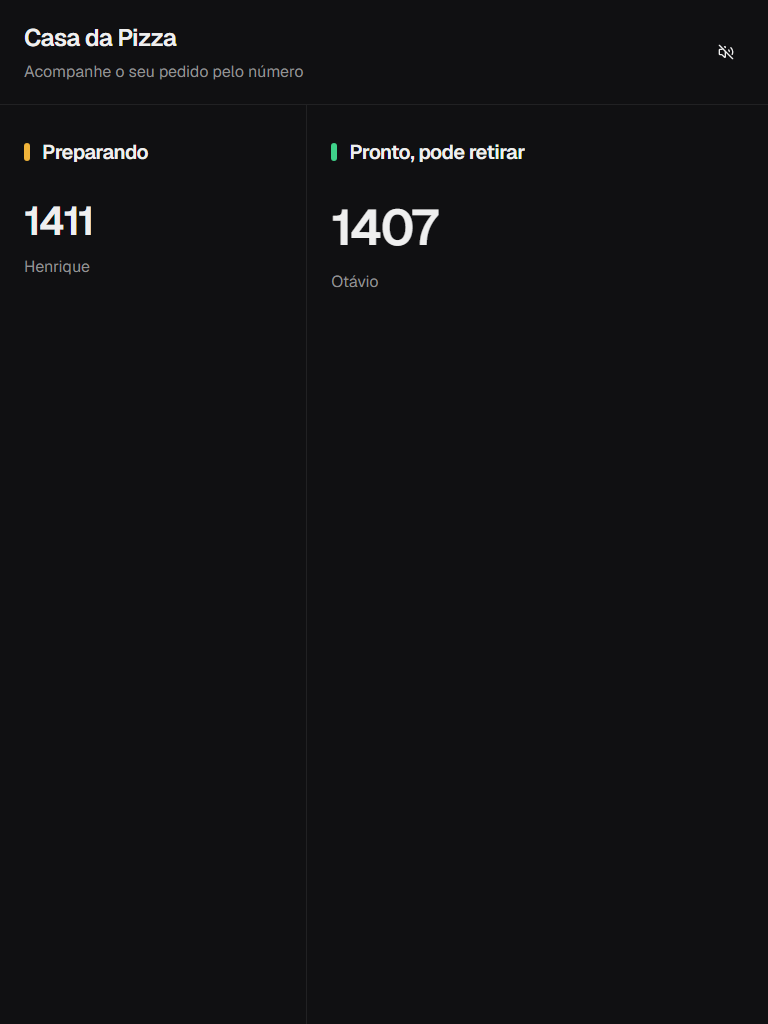 Casa da Pizza
Acompanhe o seu pedido pelo número
Preparando
1411
Henrique
Pronto, pode retirar
1407
Otávio